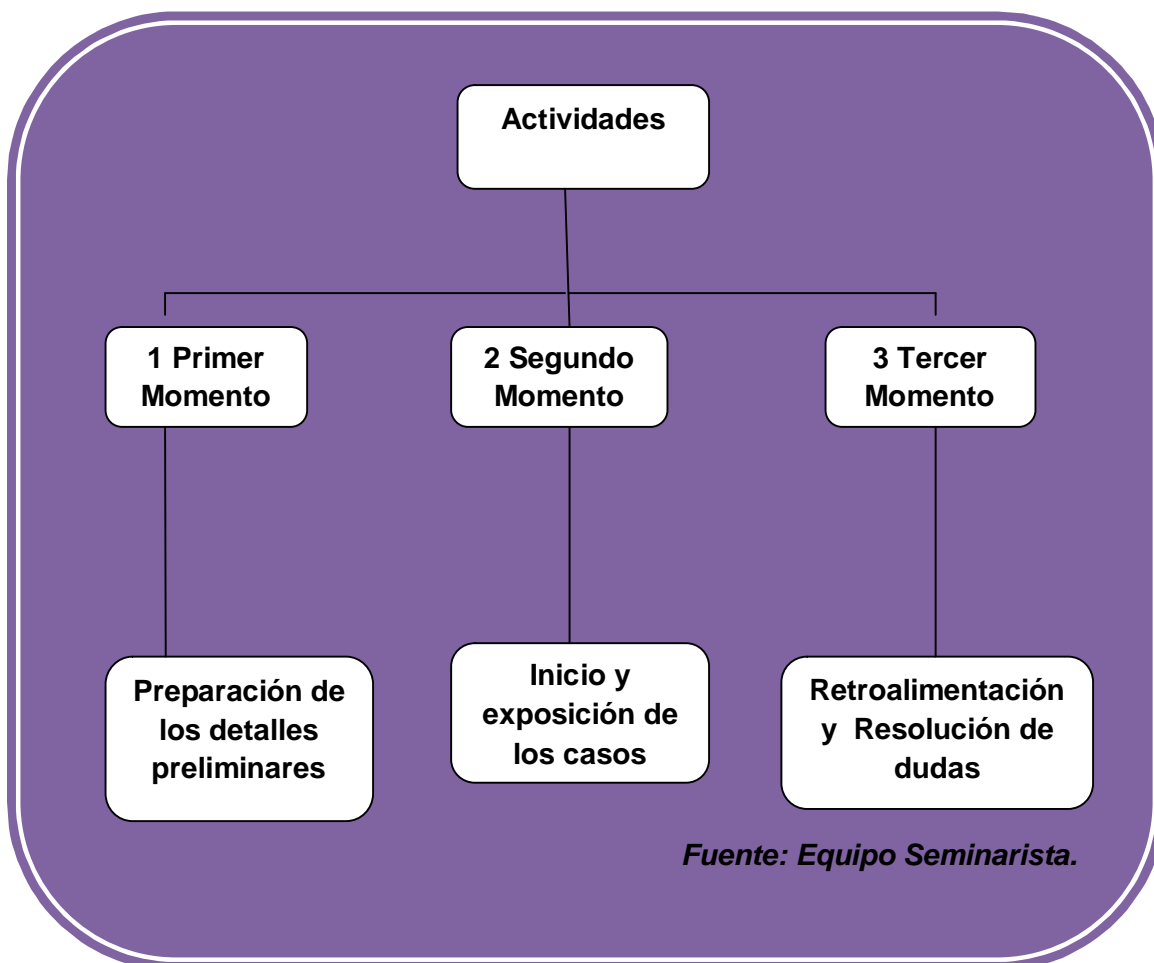 Actividades
1 Primer
Momento
2 Segundo
Momento
3 Tercer
Momento
Preparación de
los detalles
preliminares
Inicio y
exposición de
los casos
Retroalimentación
y Resolución de
dudas
Fuente: Equipo Seminarista.